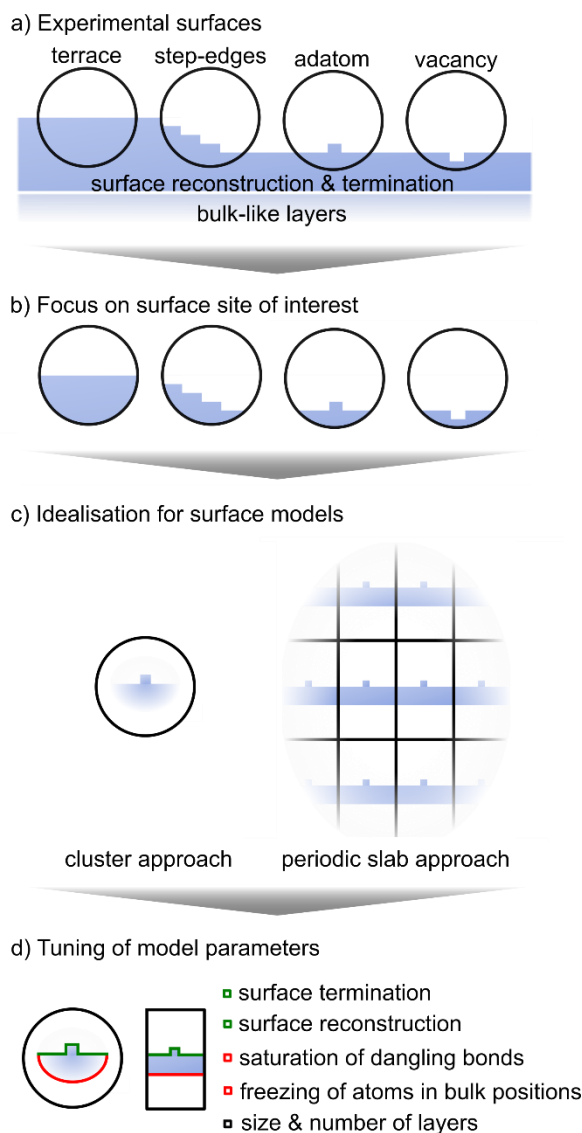 a) Experimental surfaces
terrace step-edges adatom vacancy
surface reconstruction & termination
bulk-like layers
b) Focus on surface site of interest
c) Idealisation for surface models
cluster approach periodic slab approach
d) Tuning of model parameters
surface termination
surface reconstruction
saturation of dangling bonds
freezing of atoms in bulk positions
size & number of layers